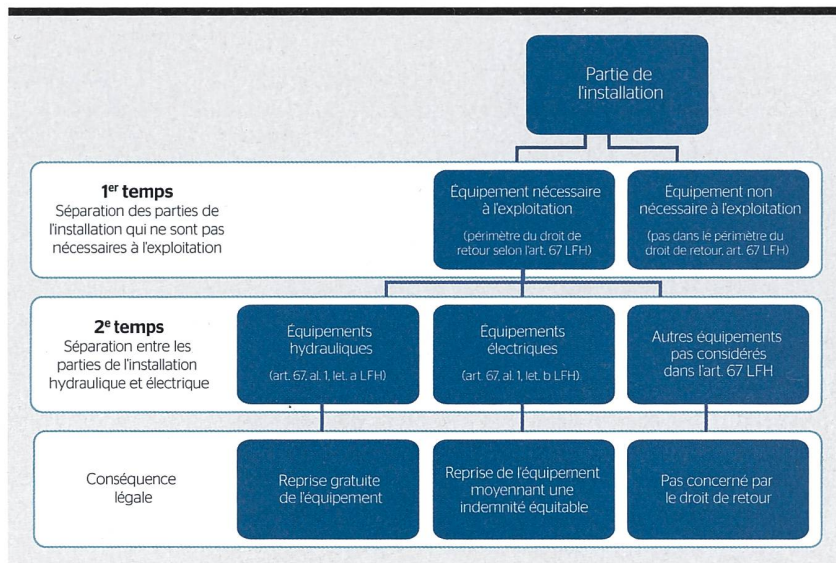 Partie de
l'installation
1er temps
Séparation des parties de
l'installation qui ne sont pas
nécessaires à l'exploitation
Équipement nécessaire
à l'exploitation
(périmètre du droit de
retour selon l'art. 67 LFH)
Équipement non
nécessaire à l'exploitation
(pas dans le périmètre du
droit de retour, art. 67 LFH)
2e temps
Séparation entre les
parties de l'installation
hydraulique et électrique
Équipements
hydrauliques
(art. 67, al. 1, let. a LFH)
Équipements
électriques
(art. 67, al. 1, let. b LFH)
Autres équipements
pas considérés
dans l'art. 67 LFH
Conséquence
légale
Reprise gratuite
de l'équipement
Reprise de l'équipement
moyennant une
indemnité équitable
Pas concerné par
le droit de retour